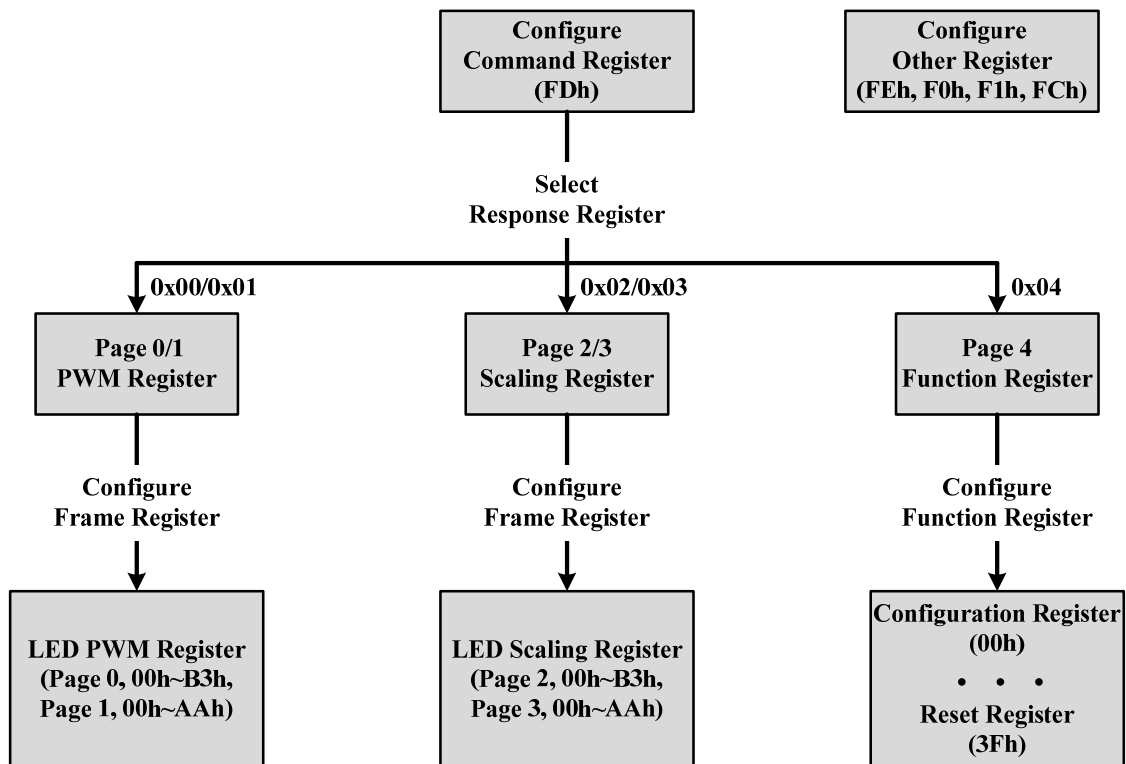 Configure
Command Register
(FDh)
Configure
Other Register
(FEh, F0h, F1h, FCh)
Select
Response Register
0x00/0x01
0x02/0x03
0x04
Page 0/1
PWM Register
Page 2/3
Scaling Register
Page 4
Function Register
Configure
Frame Register
Configure
Frame Register
Configure
Function Register
LED PWM Register
(Page 0, 00h~B3h,
Page 1, 00h~AAh)
LED Scaling Register
(Page 2, 00h~B3h,
Page 3, 00h~AAh)
Configuration Register
(00h)
• • •
Reset Register
(3Fh)